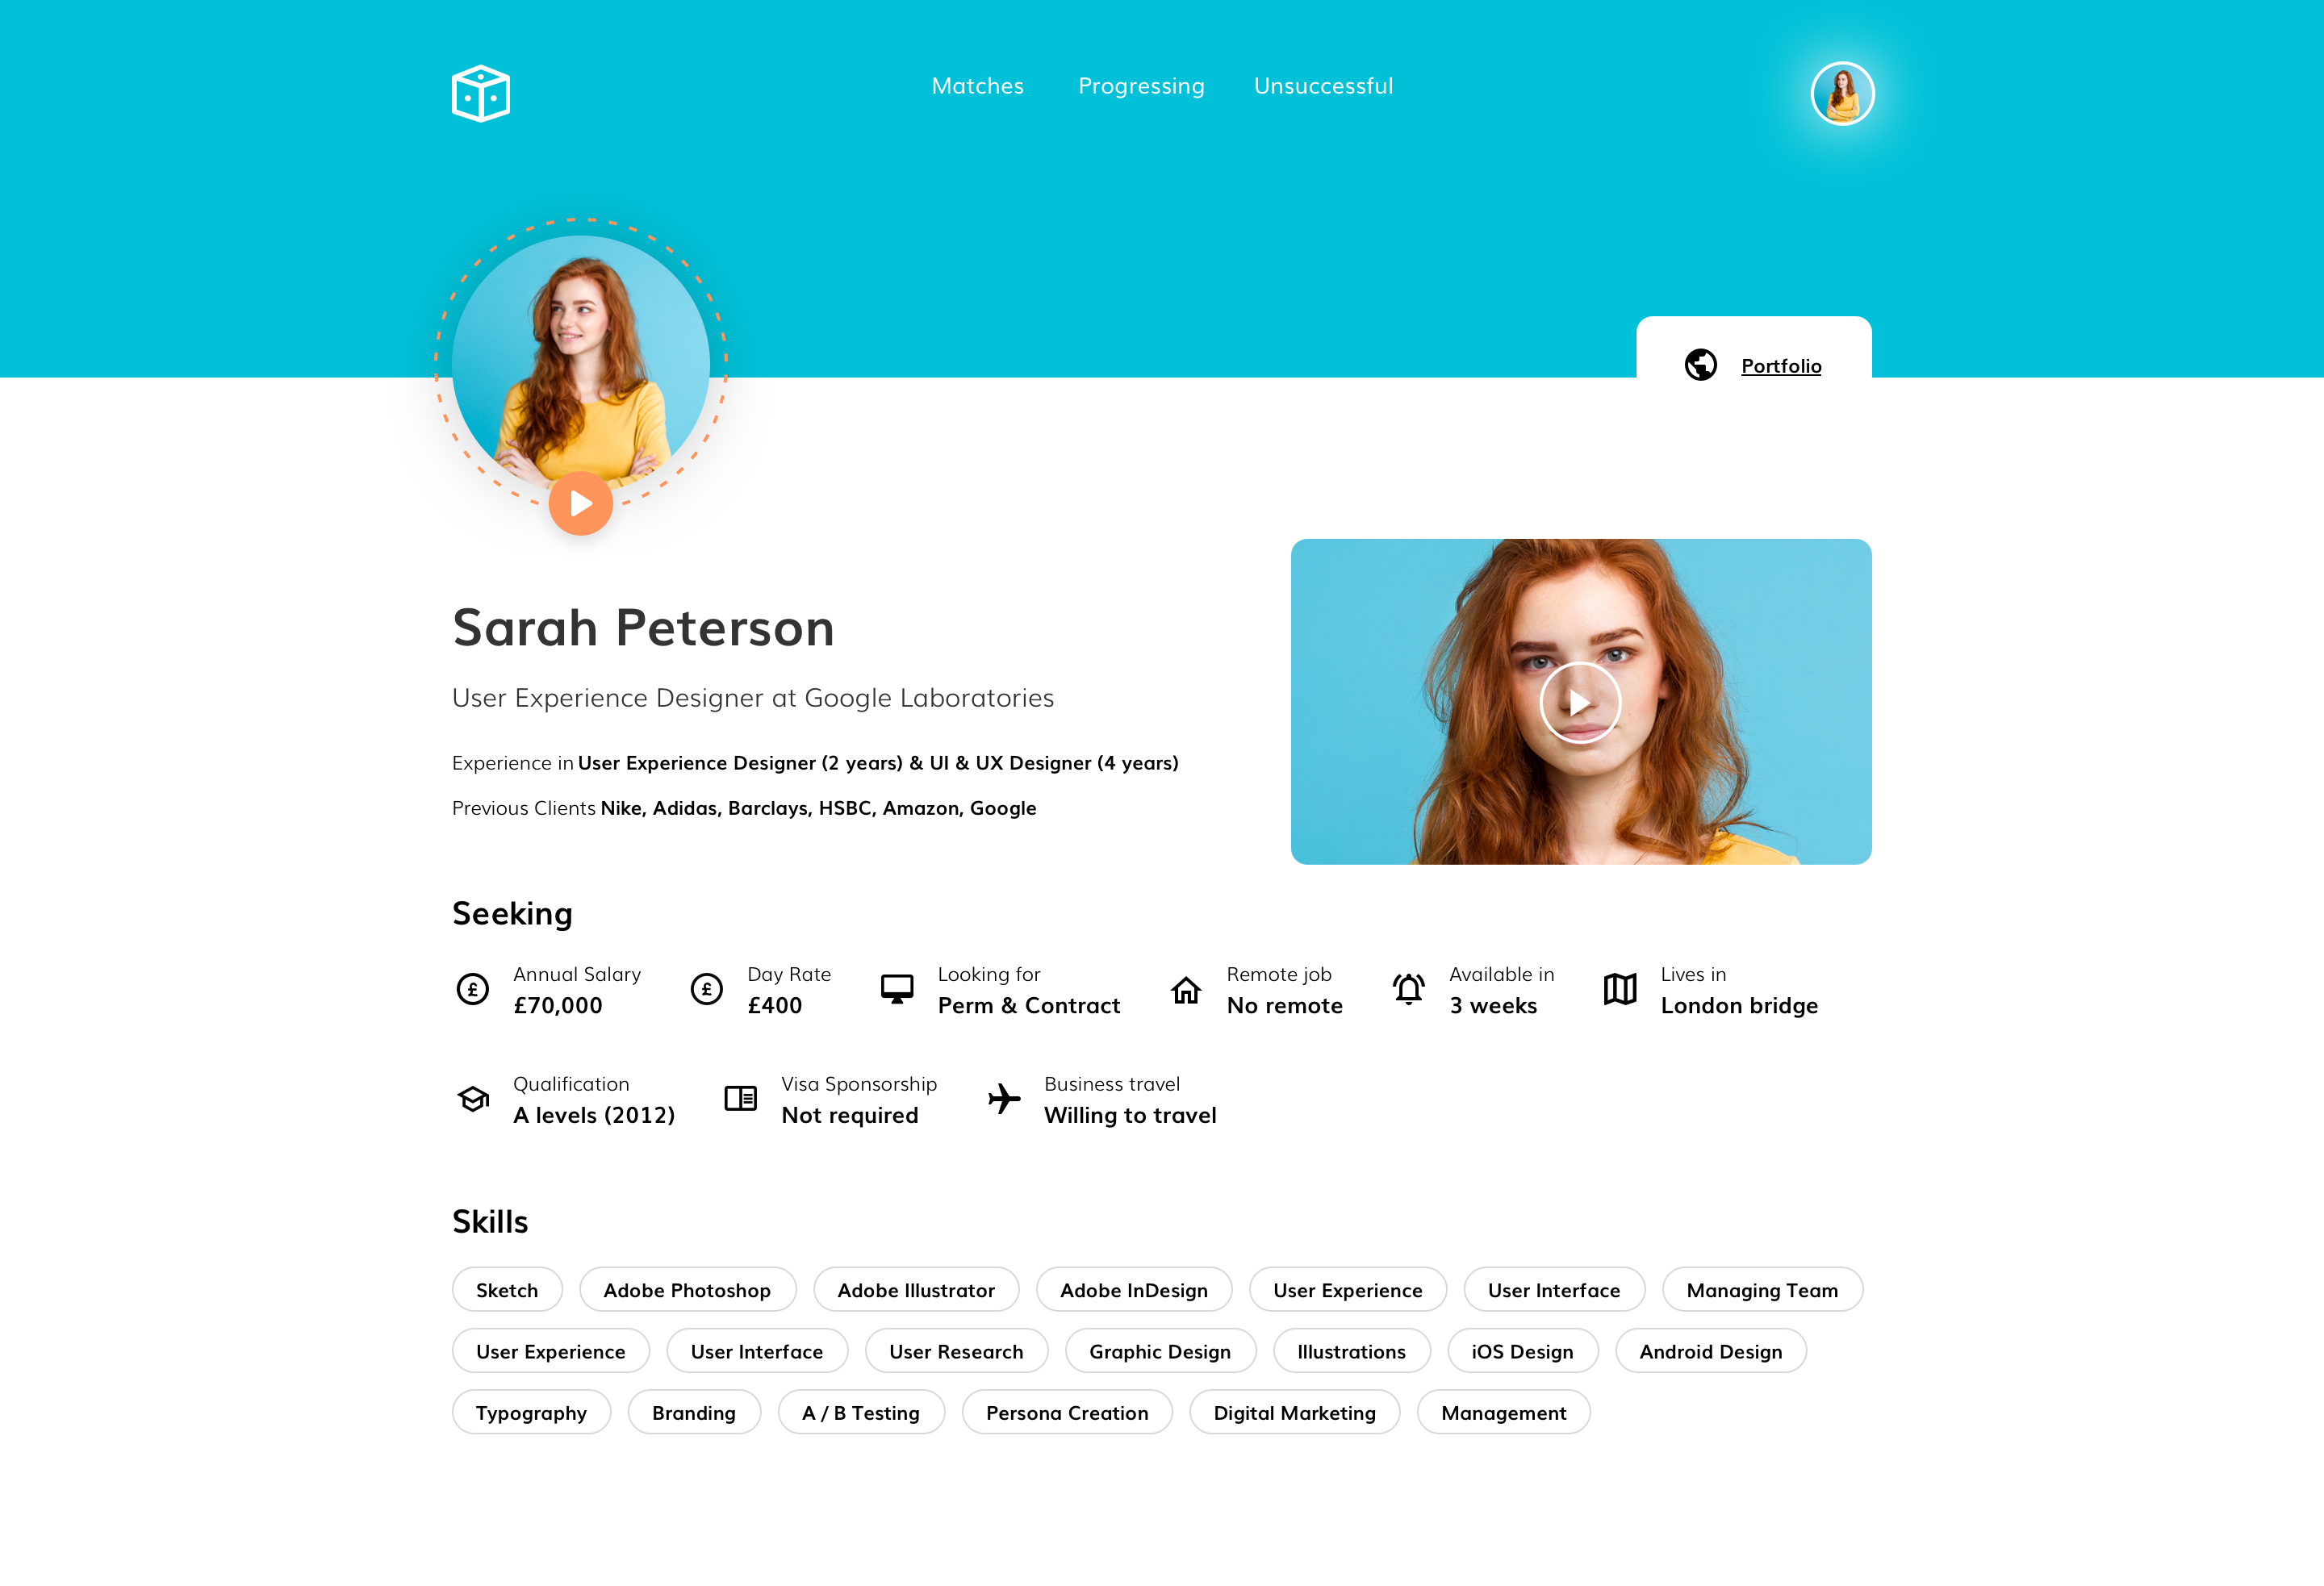 Matches Progressing Unsuccessful
Portfolio
Sarah Peterson
User Experience Designer at Google Laboratories
Experience in User Experience Designer (2 years) & UI & UX Designer (4 years)
Previous Clients Nike, Adidas, Barclays, HSBC, Amazon, Google
Seeking
Annual Salary Day Rate Looking for Remote job Available in Lives in
£70,000 £400 Perm & Contract No remote 3 weeks London bridge
Qualification Visa Sponsorship Business travel
A levels (2012) Not required Willing to travel
Skills
Sketch Adobe Photoshop Adobe Illustrator Adobe InDesign User Experience User Interface Managing Team
User Experience User Interface User Research Graphic Design Illustrations iOS Design Android Design
Typography Branding A / B Testing Persona Creation Digital Marketing Management